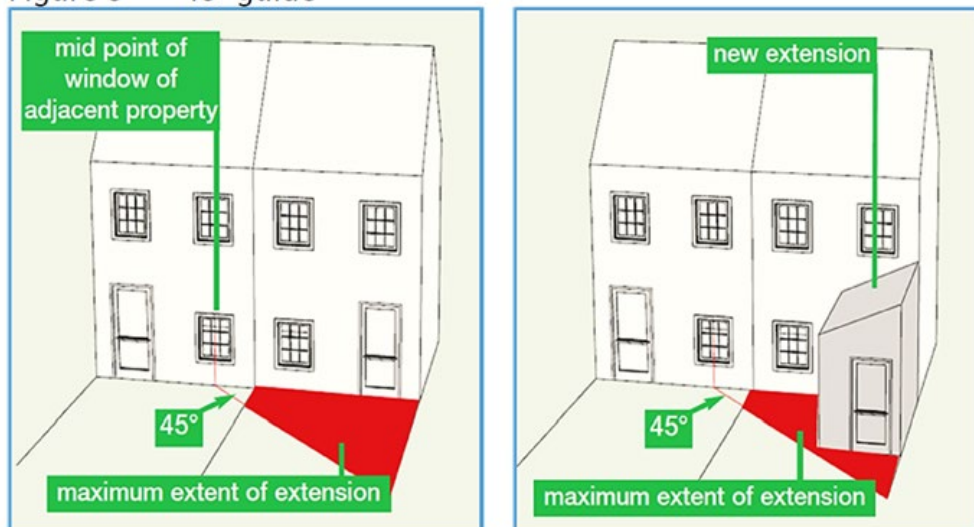 mid point of
window of
adjacent property
45°
maximum extent of extension
new extension
45°
maximum extent of extension